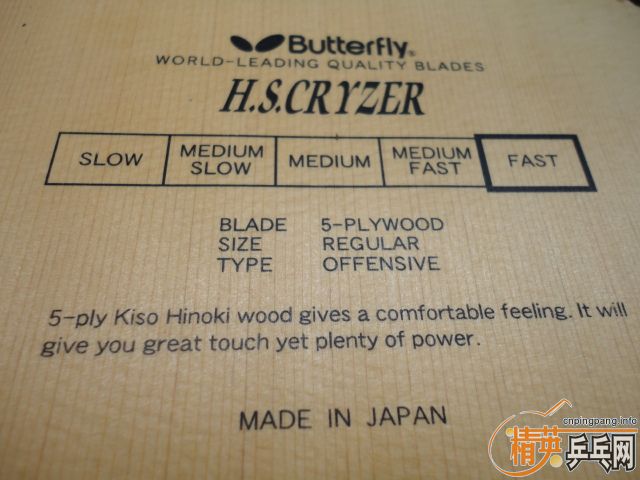 Butterfly
WORLD-LEADING QUALITY BLADES
H.S.CRYZER
SLOW MEDIUM SLOW MEDIUM MEDIUM FAST FAST
BLADE 5-PLYWOOD
SIZE REGULAR
TYPE OFFENSIVE
5-ply Kiso Hinoki wood gives a comfortable feeling. It will
give you great touch yet plenty of power.
MADE IN JAPAN
cnpingpang.info
精英乒乓网